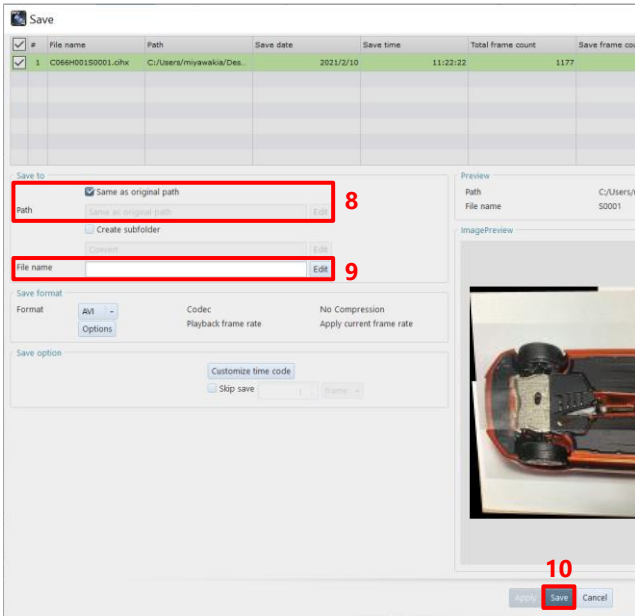 Save
# File name Path Save date Save time Total frame count Save frame cou
1 C066H001S0001.cihx C:/Users/miyawakia/Des... 2021/2/10 11:22:22 1177
Save to
Same as original path
8
Path Same as original path Edit
Create subfolder
Convert Edit
File name Edit
9
Preview
Path C:/Users/r
File name S0001
ImagePreview
Save format
Format AVI Codec No Compression
Options Playback frame rate Apply current frame rate
Save option
Customize time code
Skip save 1 frame
10
Apply Save Cancel